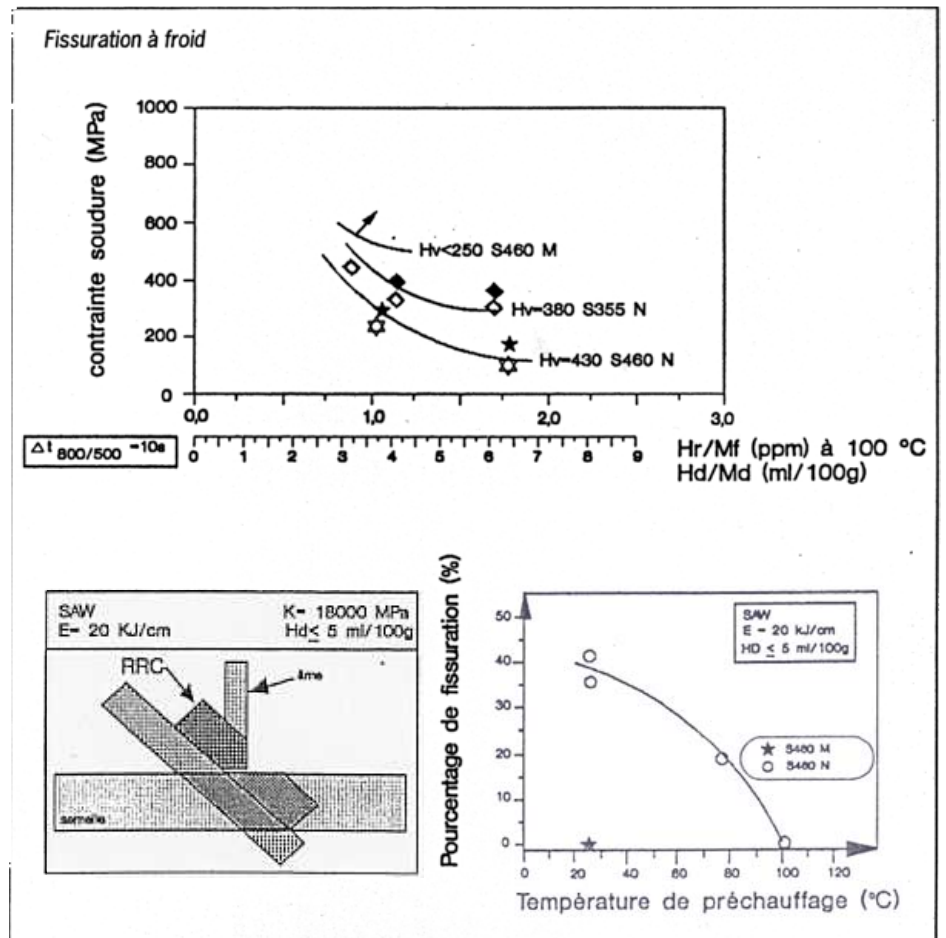 Fissuration à froid
contrainte soudure (MPa)
1000
800
600
400
200
0
Hv<250 S460 M
Hv=380 S355 N
Hv=430 S460 N
0,0 1,0 2,0 3,0
Δt 800/500 =10s
0 1 2 3 4 5 6 7 8 9
Hr/Mf (ppm) à 100 °C
Hd/Md (ml/100g)
SAW K= 18000 MPa
E= 20 KJ/cm Hd≤ 5 ml/100g
RRC
âme
semelle
Pourcentage de fissuration (%)
50
40
30
20
10
0
SAW
E = 20 kJ/cm
HD ≤ 5 ml/100g
S460 M
S460 N
0 20 40 60 80 100 120
Température de préchauffage (°C)